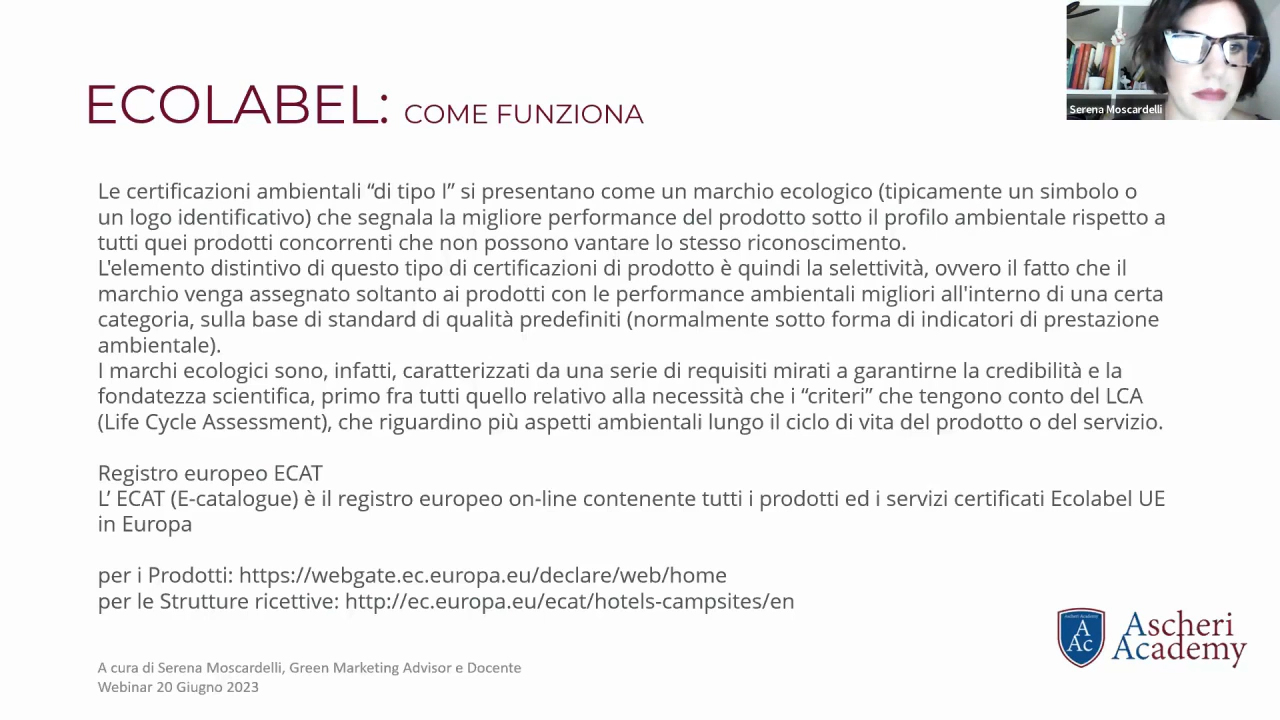 Serena Moscardelli
ECOLABEL: COME FUNZIONA
Le certificazioni ambientali “di tipo I” si presentano come un marchio ecologico (tipicamente un simbolo o
un logo identificativo) che segnala la migliore performance del prodotto sotto il profilo ambientale rispetto a
tutti quei prodotti concorrenti che non possono vantare lo stesso riconoscimento.
L'elemento distintivo di questo tipo di certificazioni di prodotto è quindi la selettività, ovvero il fatto che il
marchio venga assegnato soltanto ai prodotti con le performance ambientali migliori all'interno di una certa
categoria, sulla base di standard di qualità predefiniti (normalmente sotto forma di indicatori di prestazione
ambientale).
I marchi ecologici sono, infatti, caratterizzati da una serie di requisiti mirati a garantirne la credibilità e la
fondatezza scientifica, primo fra tutti quello relativo alla necessità che i “criteri” che tengono conto del LCA
(Life Cycle Assessment), che riguardino più aspetti ambientali lungo il ciclo di vita del prodotto o del servizio.
Registro europeo ECAT
L’ ECAT (E-catalogue) è il registro europeo on-line contenente tutti i prodotti ed i servizi certificati Ecolabel UE
in Europa
per i Prodotti: https://webgate.ec.europa.eu/declare/web/home
per le Strutture ricettive: http://ec.europa.eu/ecat/hotels-campsites/en
A cura di Serena Moscardelli, Green Marketing Advisor e Docente
Webinar 20 Giugno 2023
Ascheri Academy
A
Ac
Ascheri
Academy